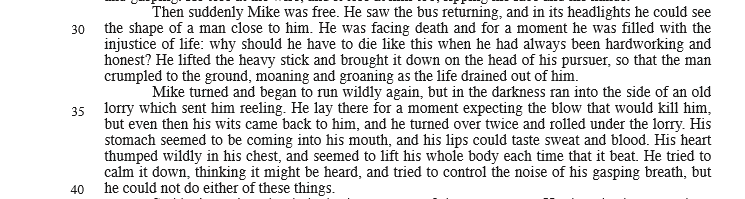 Then suddenly Mike was free. He saw the bus returning, and in its headlights he could see
30 the shape of a man close to him. He was facing death and for a moment he was filled with the
injustice of life: why should he have to die like this when he had always been hardworking and
honest? He lifted the heavy stick and brought it down on the head of his pursuer, so that the man
crumpled to the ground, moaning and groaning as the life drained out of him.
Mike turned and began to run wildly again, but in the darkness ran into the side of an old
35 lorry which sent him reeling. He lay there for a moment expecting the blow that would kill him,
but even then his wits came back to him, and he turned over twice and rolled under the lorry. His
stomach seemed to be coming into his mouth, and his lips could taste sweat and blood. His heart
thumped wildly in his chest, and seemed to lift his whole body each time that it beat. He tried to
calm it down, thinking it might be heard, and tried to control the noise of his gasping breath, but
40 he could not do either of these things.